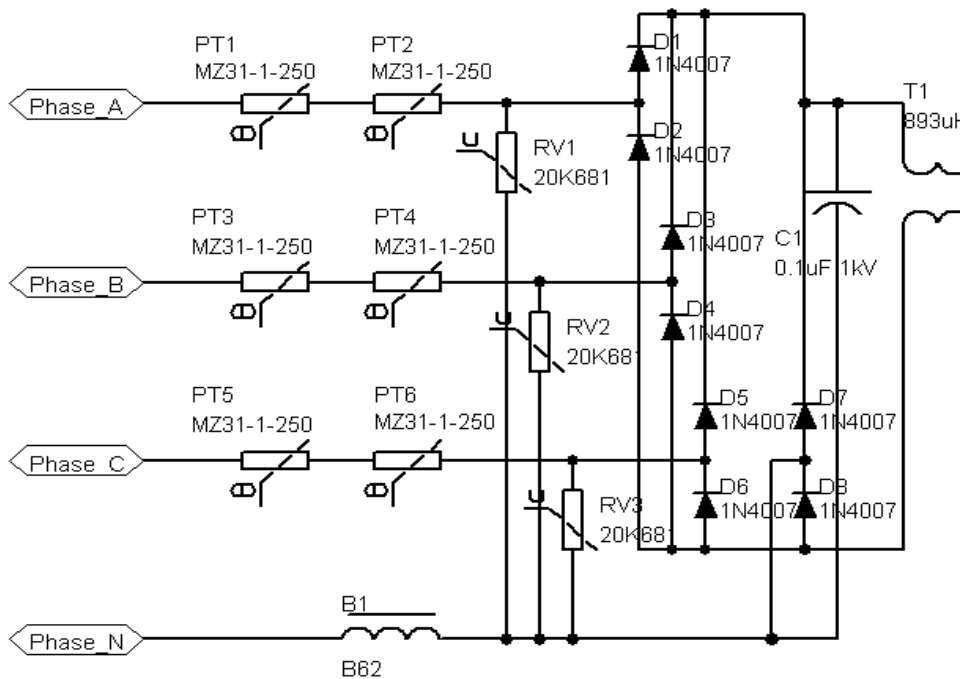 PT1
MZ31-1-250
PT2
MZ31-1-250
D1
1N4007
T1
893uH
Phase_A
D2
1N4007
U
RV1
20K681
PT3
MZ31-1-250
PT4
MZ31-1-250
D3
1N4007
C1
0.1uF 1kV
Phase_B
D4
1N4007
U
RV2
20K681
PT5
MZ31-1-250
PT6
MZ31-1-250
D5
1N4007
D7
1N4007
Phase_C
D6
1N4007
D8
1N4007
U
RV3
20K681
B1
Phase_N
B62